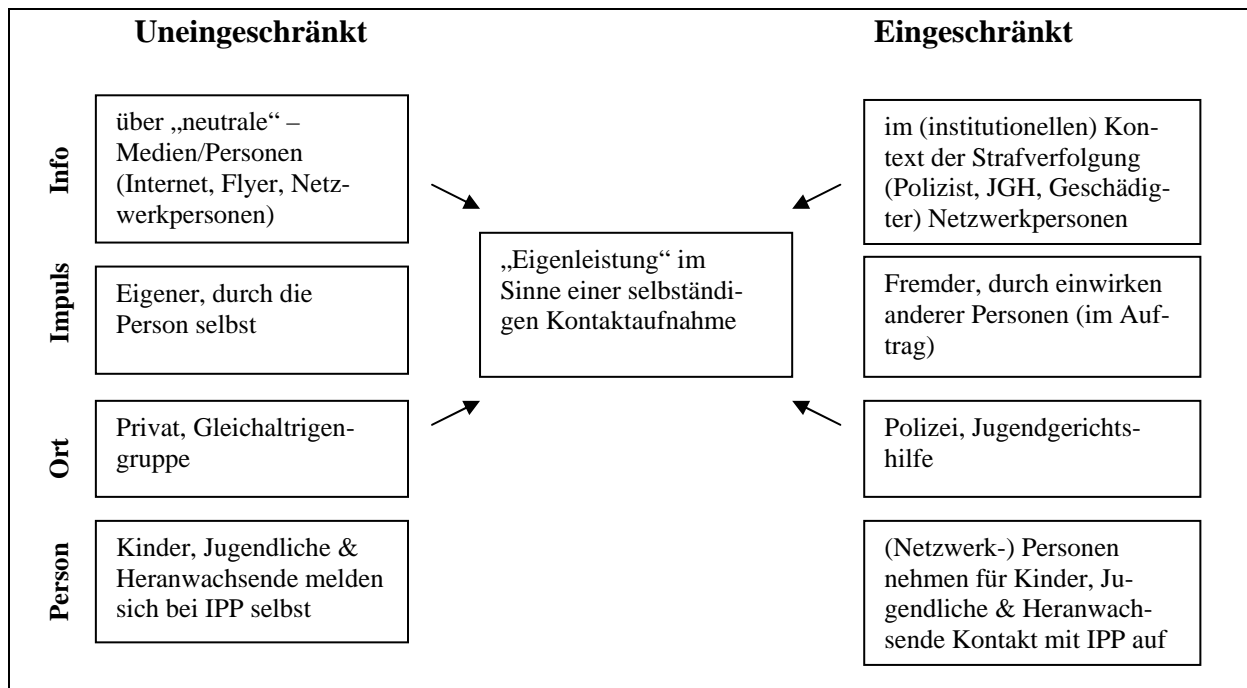 Uneingeschränkt
Eingeschränkt
Info
über „neutrale“ –
Medien/Personen
(Internet, Flyer, Netz-
werkpersonen)
im (institutionellen) Kon-
text der Strafverfolgung
(Polizist, JGH, Geschädig-
ter) Netzwerkpersonen
„Eigenleistung“ im
Sinne einer selbständi-
gen Kontaktaufnahme
Impuls
Eigener, durch die
Person selbst
Fremder, durch einwirken
anderer Personen (im Auf-
trag)
Ort
Privat, Gleichaltrigen-
gruppe
Polizei, Jugendgerichts-
hilfe
Person
Kinder, Jugendliche &
Heranwachsende melden
sich bei IPP selbst
(Netzwerk-) Personen
nehmen für Kinder, Ju-
gendliche & Heranwach-
sende Kontakt mit IPP auf